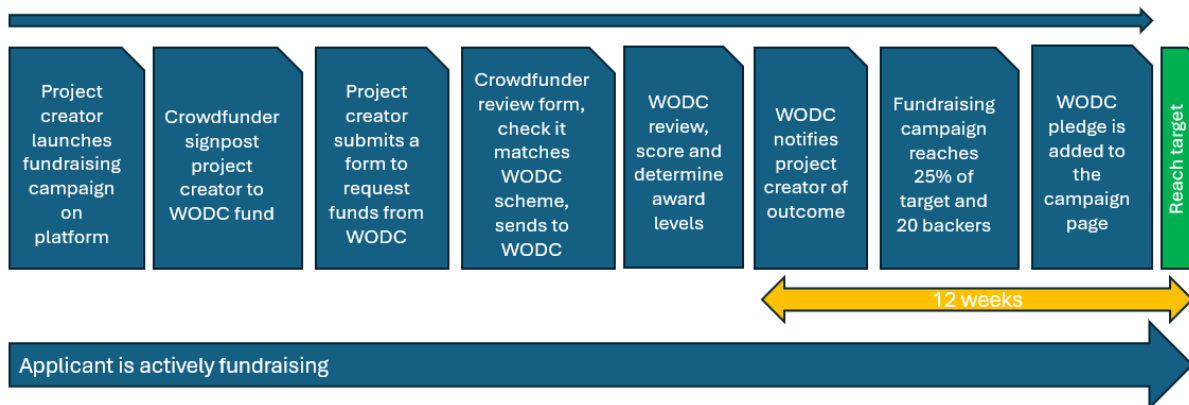 Project
creator
launches
fundraising
campaign
on
platform
Crowdfunder
signpost
project
creator to
WODC fund
Project
creator
submits a
form to
request
funds from
WODC
Crowdfunder
review form,
check it
matches
WODC
scheme,
sends to
WODC
WODC
review,
score and
determine
award
levels
WODC
notifies
project
creator of
outcome
Fundraising
campaign
reaches
25% of
target and
20 backers
WODC
pledge is
added to
the
campaign
page
Reach target
12 weeks
Applicant is actively fundraising